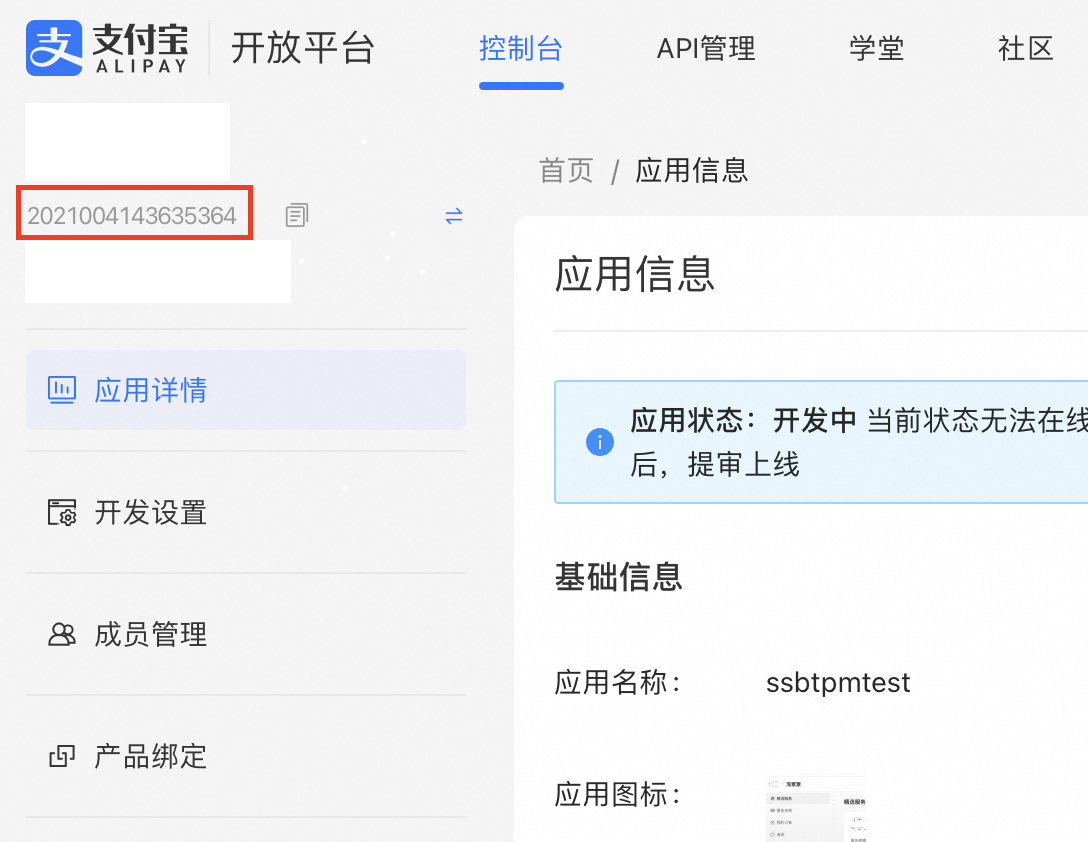 支付宝
ALIPAY
开放平台
控制台
API管理
学堂
社区
2021004143635364
首页 / 应用信息
应用信息
应用详情
开发设置
成员管理
产品绑定
应用状态：开发中 当前状态无法在线
后，提审上线
基础信息
应用名称： ssbtpmtest
应用图标：
精选服务